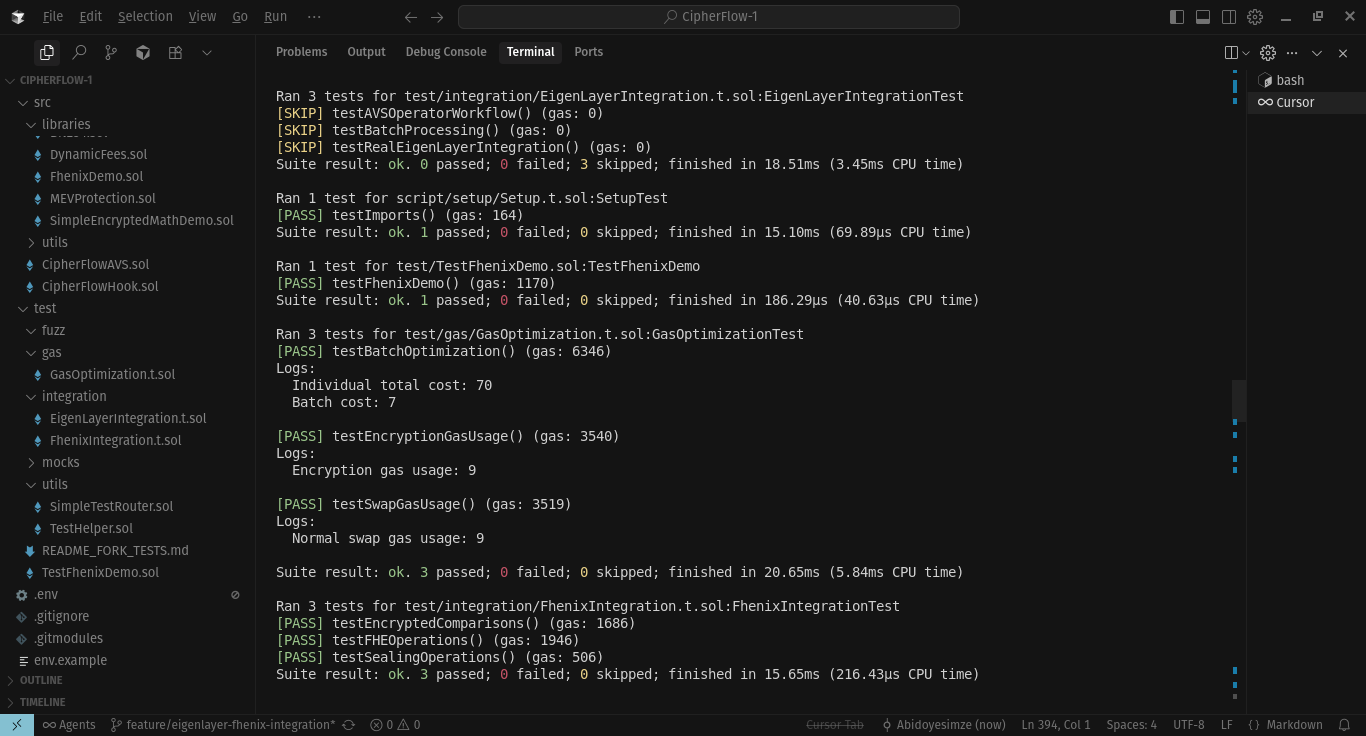 File Edit Selection View Go Run ···
CipherFlow-1
Problems Output Debug Console Terminal Ports
CIPHERFLOW-1
src
libraries
DynamicFees.sol
FhenixDemo.sol
MEVProtection.sol
SimpleEncryptedMathDemo.sol
utils
CipherFlowAVS.sol
CipherFlowHook.sol
test
fuzz
gas
GasOptimization.t.sol
integration
EigenLayerIntegration.t.sol
FhenixIntegration.t.sol
mocks
utils
SimpleTestRouter.sol
TestHelper.sol
README_FORK_TESTS.md
TestFhenixDemo.sol
.env
.gitignore
.gitmodules
env.example
OUTLINE
TIMELINE
Ran 3 tests for test/integration/EigenLayerIntegration.t.sol:EigenLayerIntegrationTest
[SKIP] testAVSOperatorWorkflow() (gas: 0)
[SKIP] testBatchProcessing() (gas: 0)
[SKIP] testRealEigenLayerIntegration() (gas: 0)
Suite result: ok. 0 passed; 0 failed; 3 skipped; finished in 18.51ms (3.45ms CPU time)
Ran 1 test for script/setup/Setup.t.sol:SetupTest
[PASS] testImports() (gas: 164)
Suite result: ok. 1 passed; 0 failed; 0 skipped; finished in 15.10ms (69.89µs CPU time)
Ran 1 test for test/TestFhenixDemo.sol:TestFhenixDemo
[PASS] testFhenixDemo() (gas: 1170)
Suite result: ok. 1 passed; 0 failed; 0 skipped; finished in 186.29µs (40.63µs CPU time)
Ran 3 tests for test/gas/GasOptimization.t.sol:GasOptimizationTest
[PASS] testBatchOptimization() (gas: 6346)
Logs:
Individual total cost: 70
Batch cost: 7
[PASS] testEncryptionGasUsage() (gas: 3540)
Logs:
Encryption gas usage: 9
[PASS] testSwapGasUsage() (gas: 3519)
Logs:
Normal swap gas usage: 9
Suite result: ok. 3 passed; 0 failed; 0 skipped; finished in 20.65ms (5.84ms CPU time)
Ran 3 tests for test/integration/FhenixIntegration.t.sol:FhenixIntegrationTest
[PASS] testEncryptedComparisons() (gas: 1686)
[PASS] testFHEOperations() (gas: 1946)
[PASS] testSealingOperations() (gas: 506)
Suite result: ok. 3 passed; 0 failed; 0 skipped; finished in 15.65ms (216.43µs CPU time)
bash
Cursor
Agents feature/eigenlayer-fhenix-integration* 0 0 Cursor Tab Abidoyesimze (now) Ln 394, Col 1 Spaces: 4 UTF-8 LF { } Markdown